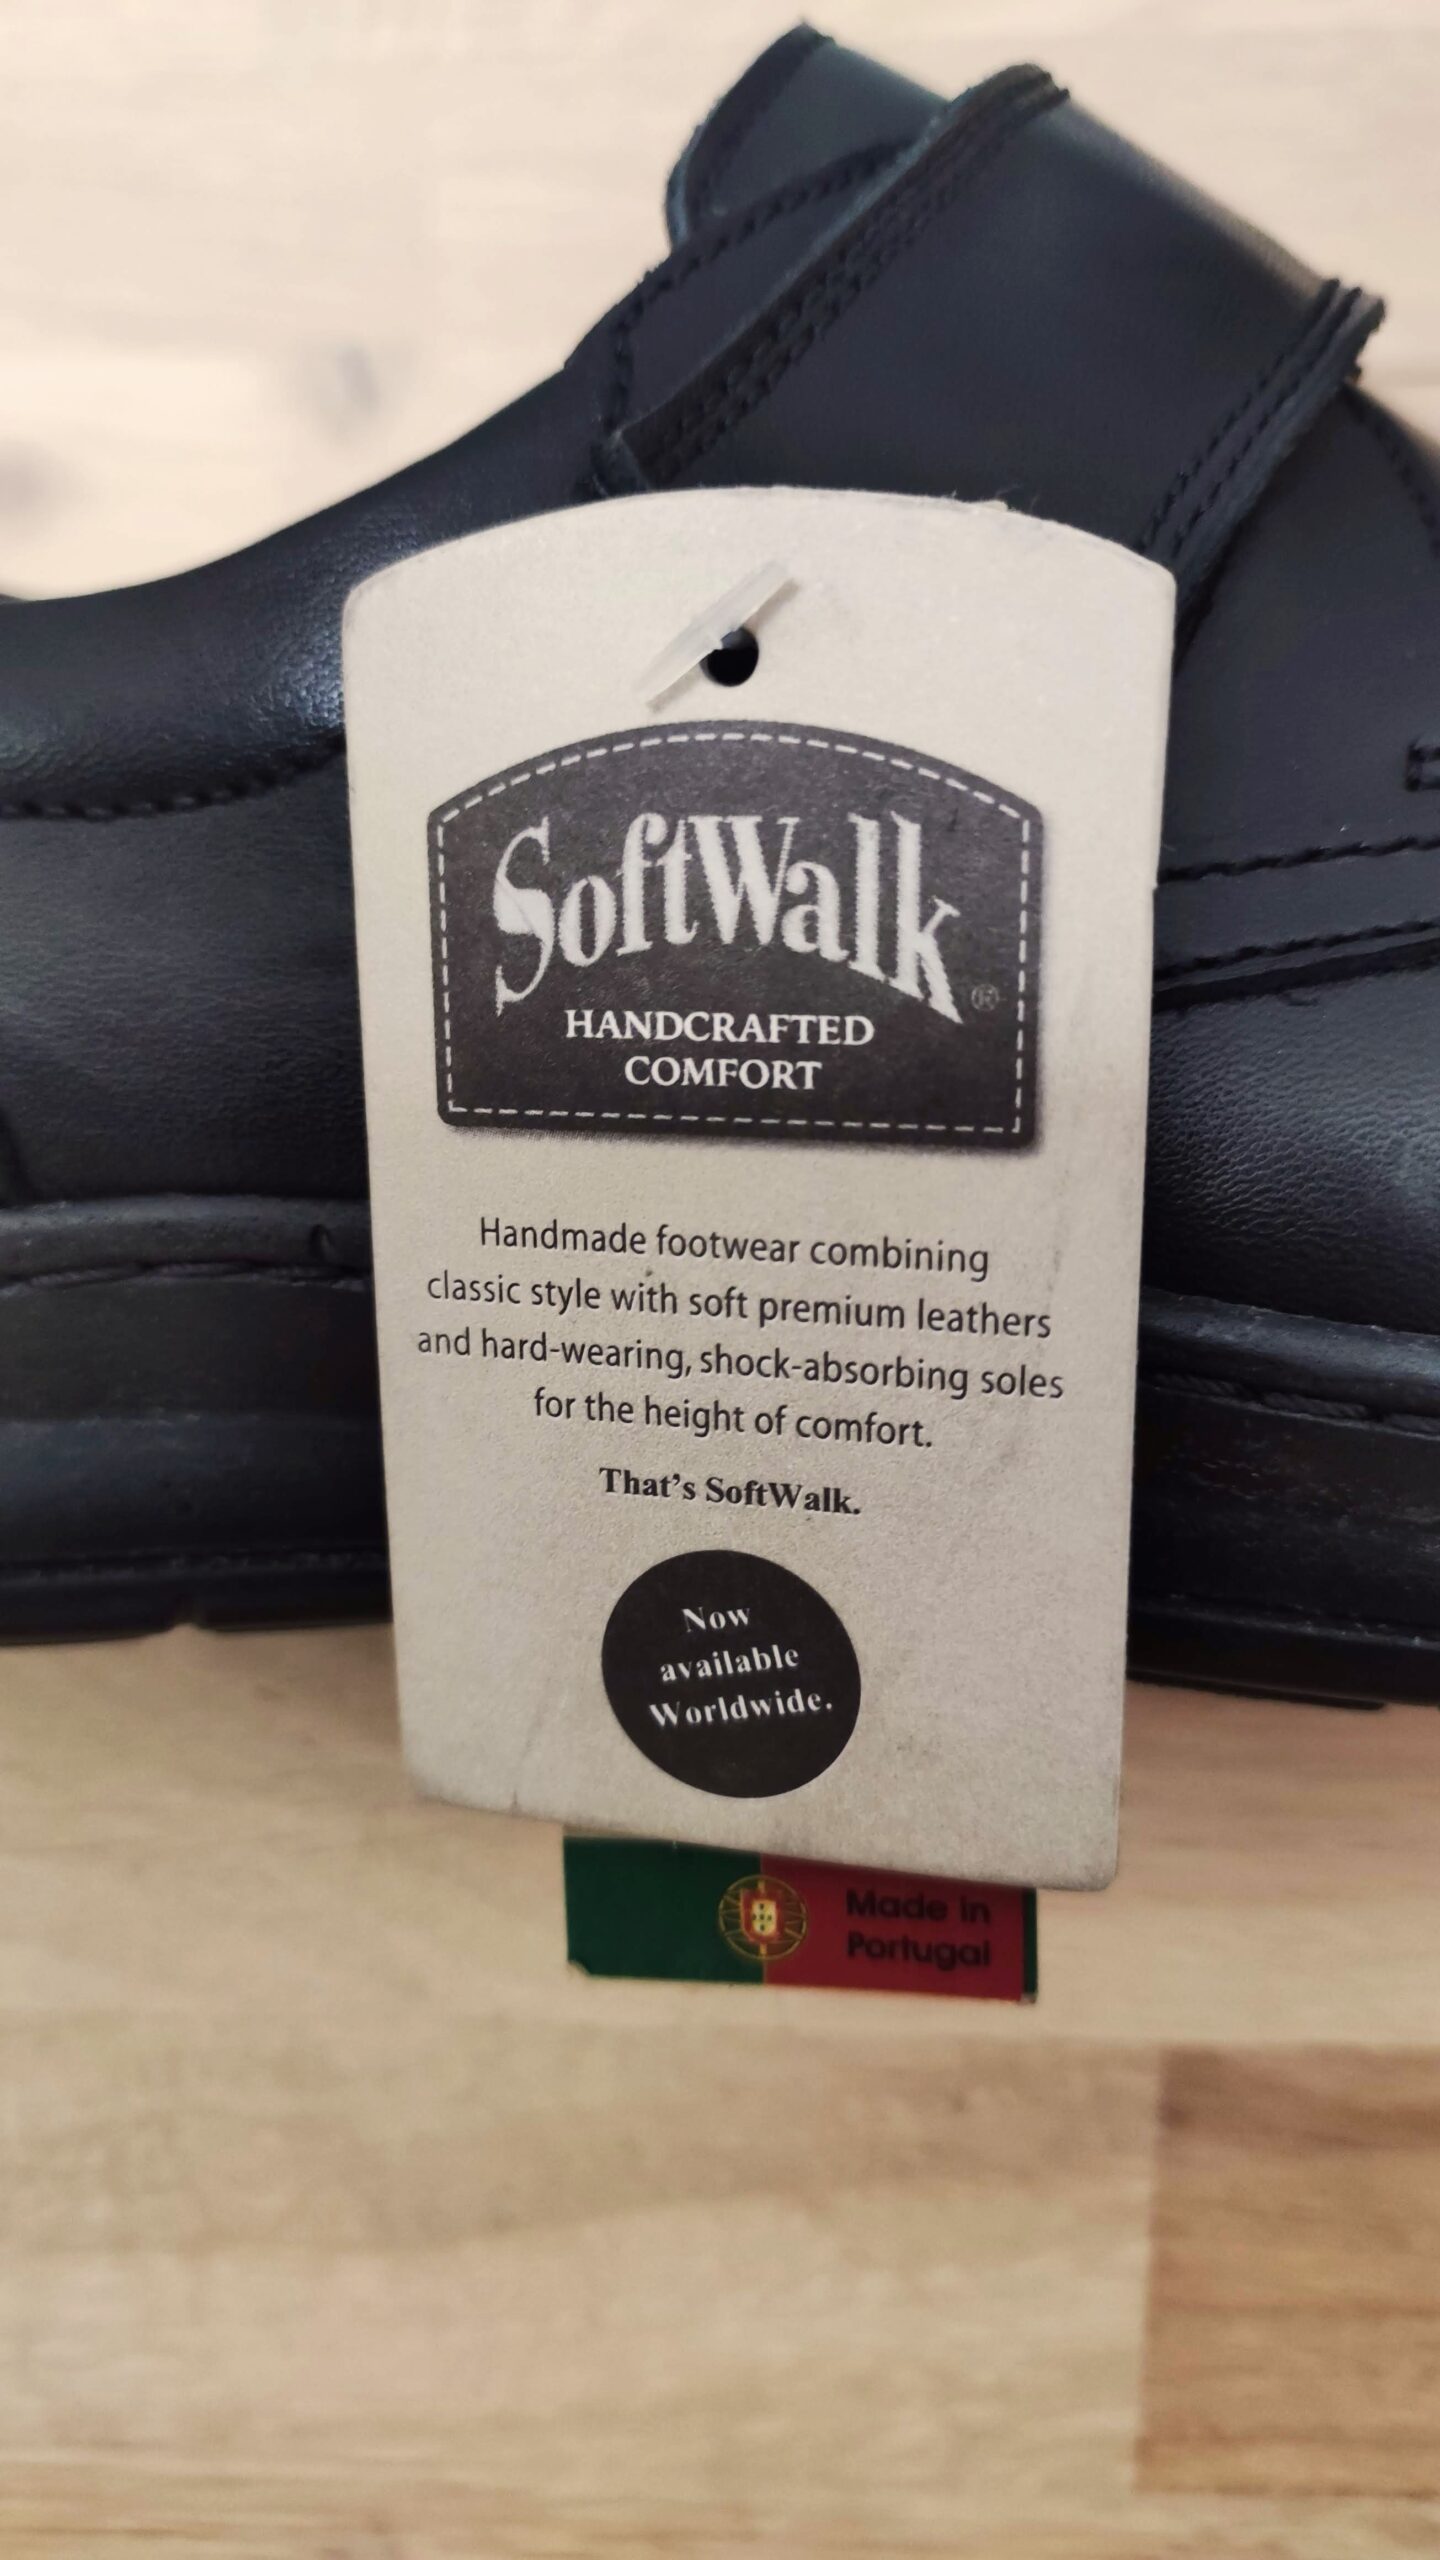 SoftWalk®
HANDCRAFTED
COMFORT
Handmade footwear combining
classic style with soft premium leathers
and hard-wearing, shock-absorbing soles
for the height of comfort.
That's SoftWalk.
Now
available
Worldwide.
Made in
Portugal